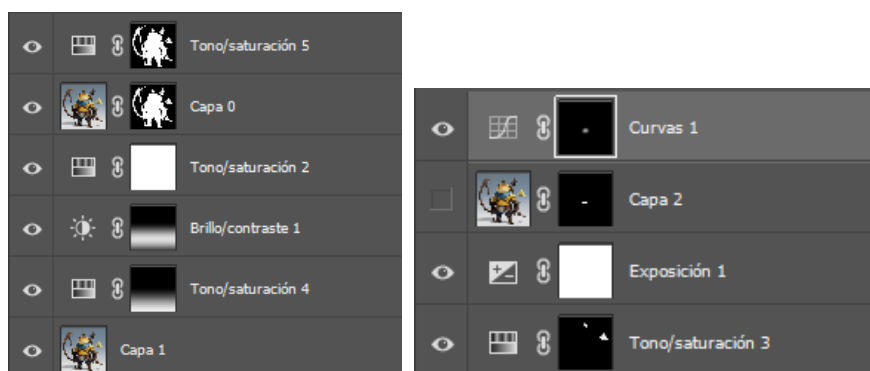 Tono/saturación 5
Capa 0
Tono/saturación 2
Brillo/contraste 1
Tono/saturación 4
Capa 1
Curvas 1
Capa 2
Exposición 1
Tono/saturación 3